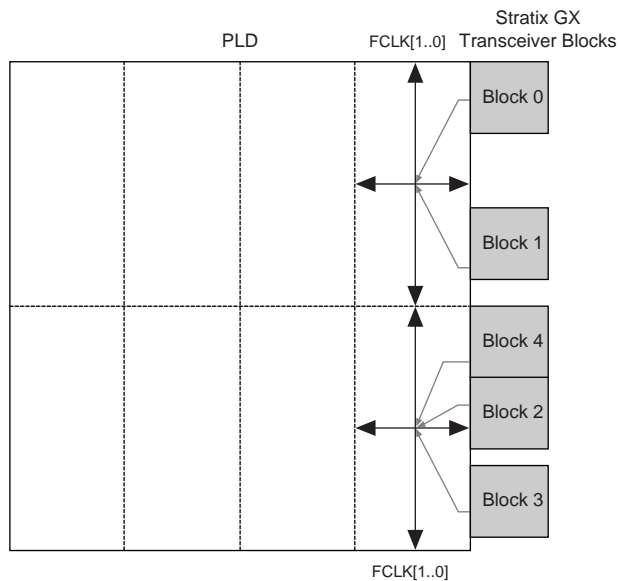 Stratix GX
PLD FCLK[1..0] Transceiver Blocks
Block 0
Block 1
Block 4
Block 2
Block 3
FCLK[1..0]